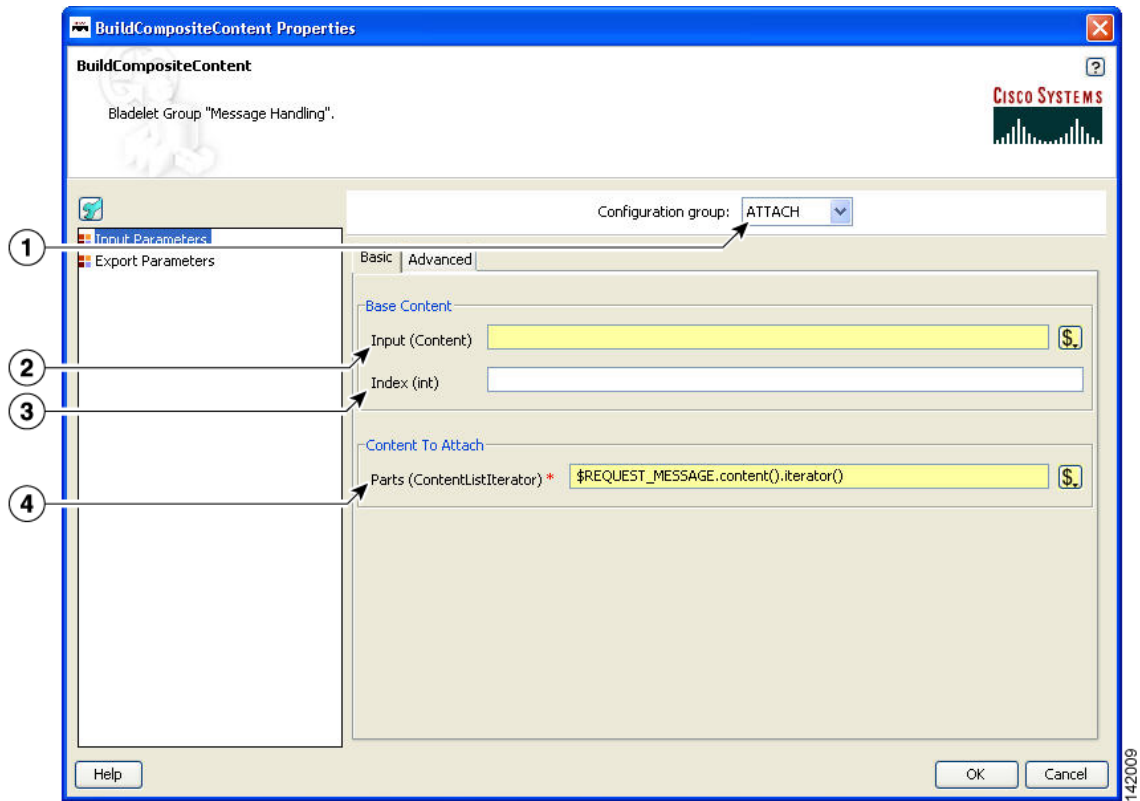 BuildCompositeContent Properties
BuildCompositeContent
?
Bladelet Group "Message Handling".
CISCO SYSTEMS
Configuration group: ATTACH
1
Input Parameters
Export Parameters
Basic Advanced
Base Content
Input (Content) $
2
Index (int)
3
Content To Attach
Parts (ContentListIterator) * $REQUEST_MESSAGE.content().iterator() $
4
Help OK Cancel
142009